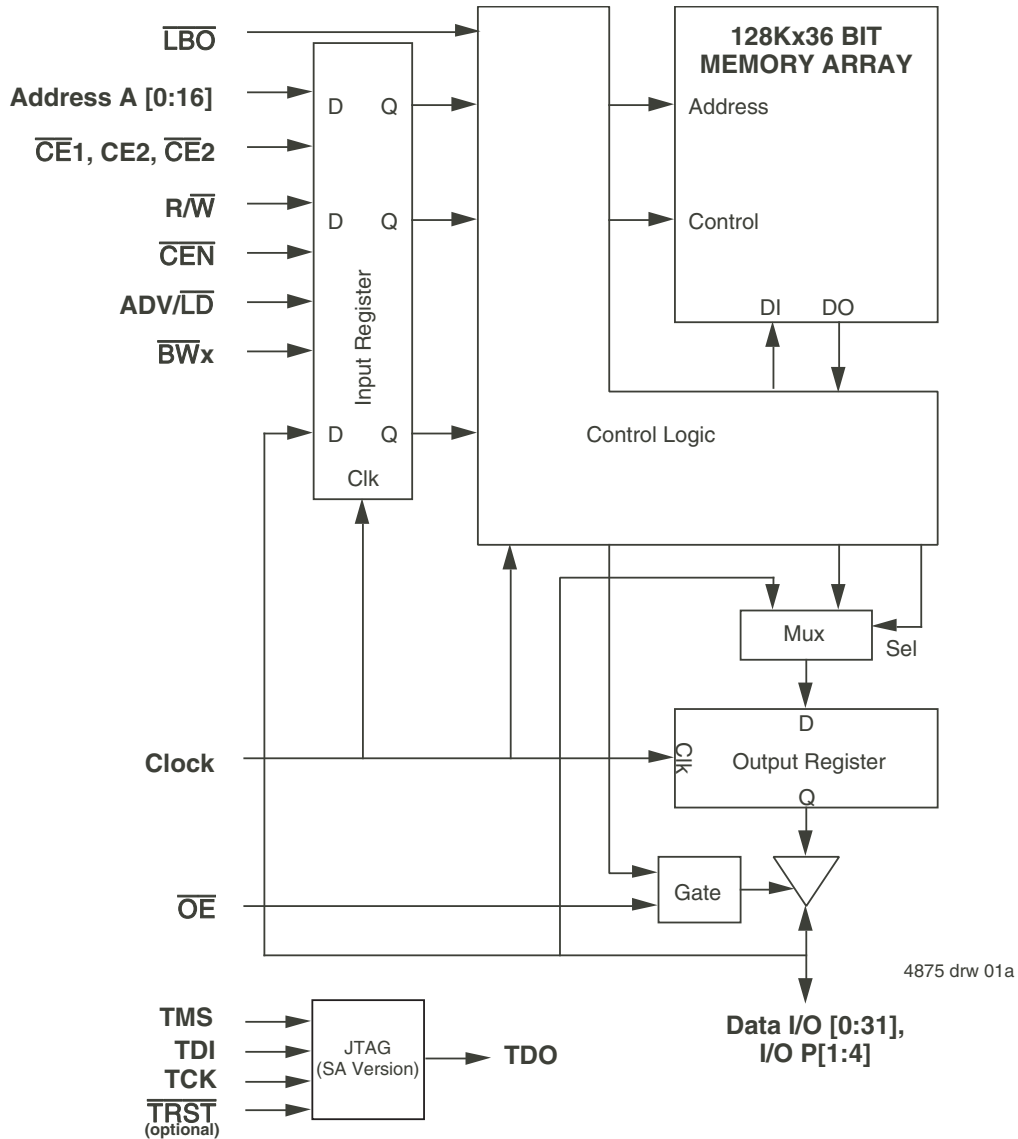 LBO
128Kx36 BIT
MEMORY ARRAY
Address A [0:16]
D Q
Address
CE1, CE2, CE2
R/W
D Q
Control
CEN
ADV/LD
Input Register
DI DO
BWx
D Q
Control Logic
Clk
Mux
Sel
D
Clock
Clk
Output Register
Q
Gate
OE
4875 drw 01a
Data I/O [0:31],
I/O P[1:4]
TMS
TDI
TCK
TRST
(optional)
JTAG
(SA Version)
TDO